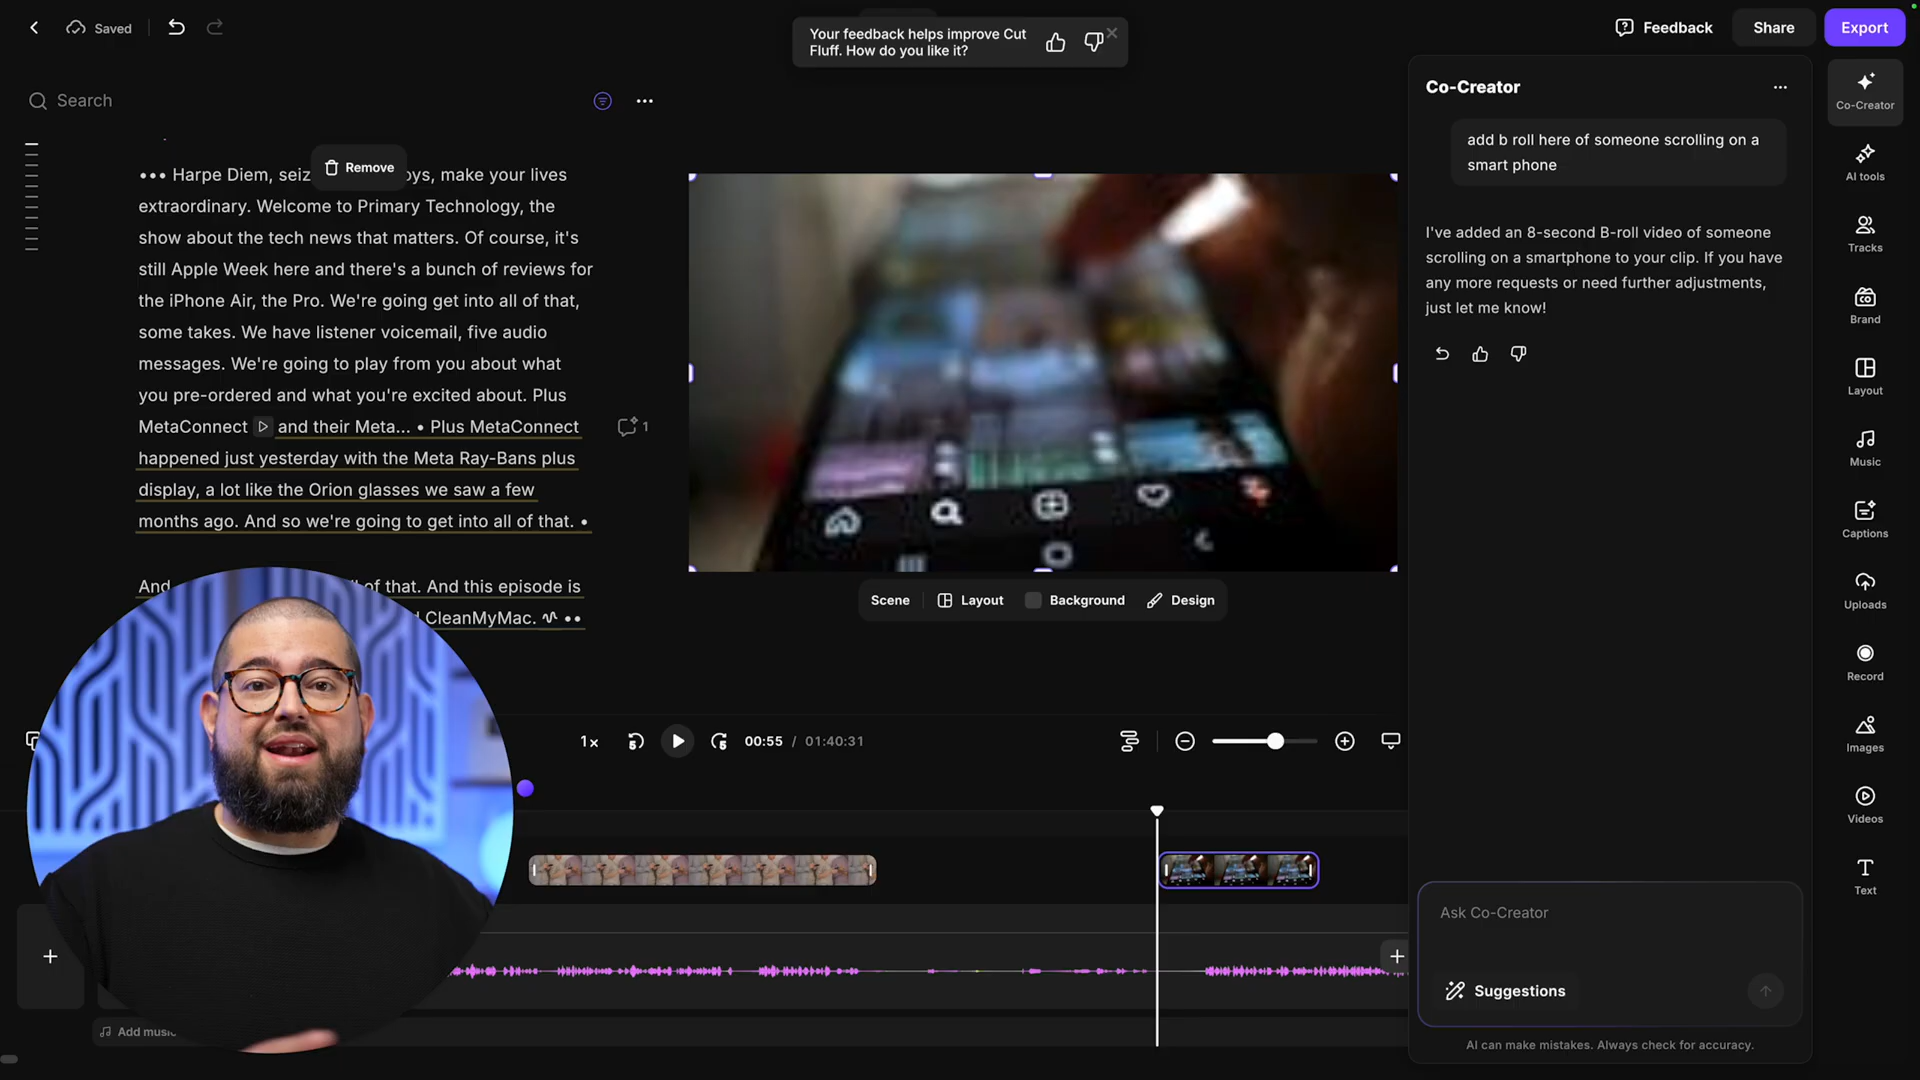 Saved
Your feedback helps improve Cut
Fluff. How do you like it?
Feedback
Share
Export
Search
Remove
••• Harpe Diem, seiz oys, make your lives
extraordinary. Welcome to Primary Technology, the
show about the tech news that matters. Of course, it's
still Apple Week here and there's a bunch of reviews for
the iPhone Air, the Pro. We're going get into all of that,
some takes. We have listener voicemail, five audio
messages. We're going to play from you about what
you pre-ordered and what you're excited about. Plus
MetaConnect and their Meta... • Plus MetaConnect
1
happened just yesterday with the Meta Ray-Bans plus
display, a lot like the Orion glasses we saw a few
months ago. And so we're going to get into all of that. •
And of that. And this episode is
CleanMyMac. ••
Scene
Layout
Background
Design
1x
5
5
00:55 / 01:40:31
Add music
Co-Creator
add b roll here of someone scrolling on a
smart phone
I've added an 8-second B-roll video of someone
scrolling on a smartphone to your clip. If you have
any more requests or need further adjustments,
just let me know!
Ask Co-Creator
Suggestions
AI can make mistakes. Always check for accuracy.
Co-Creator
AI tools
Tracks
Brand
Layout
Music
Captions
Uploads
Record
Images
Videos
Text